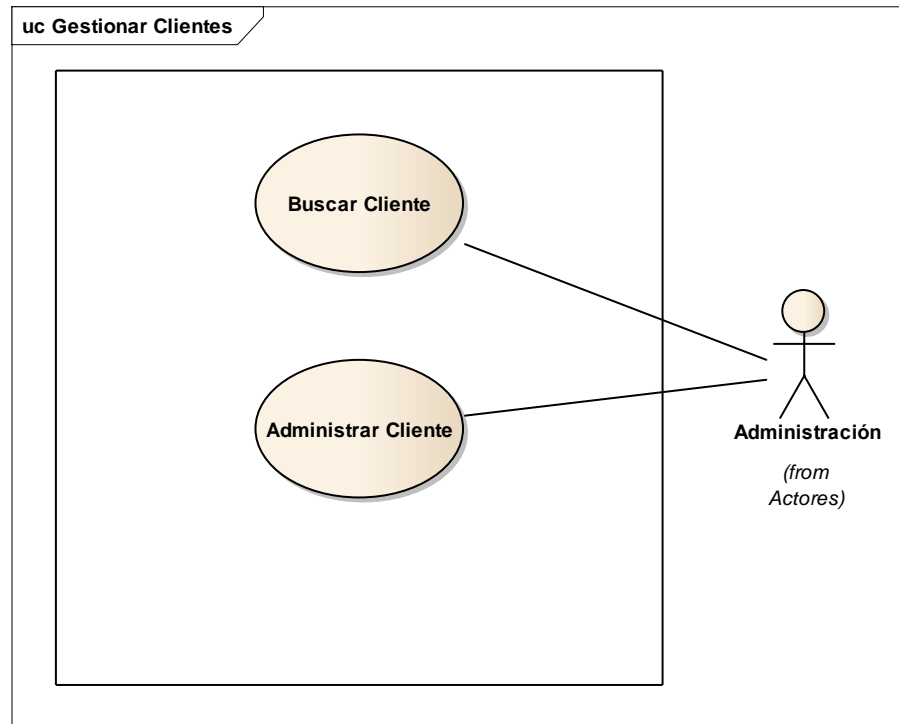 uc Gestionar Clientes
Buscar Cliente
Administrar Cliente
Administración
(from
Actores)